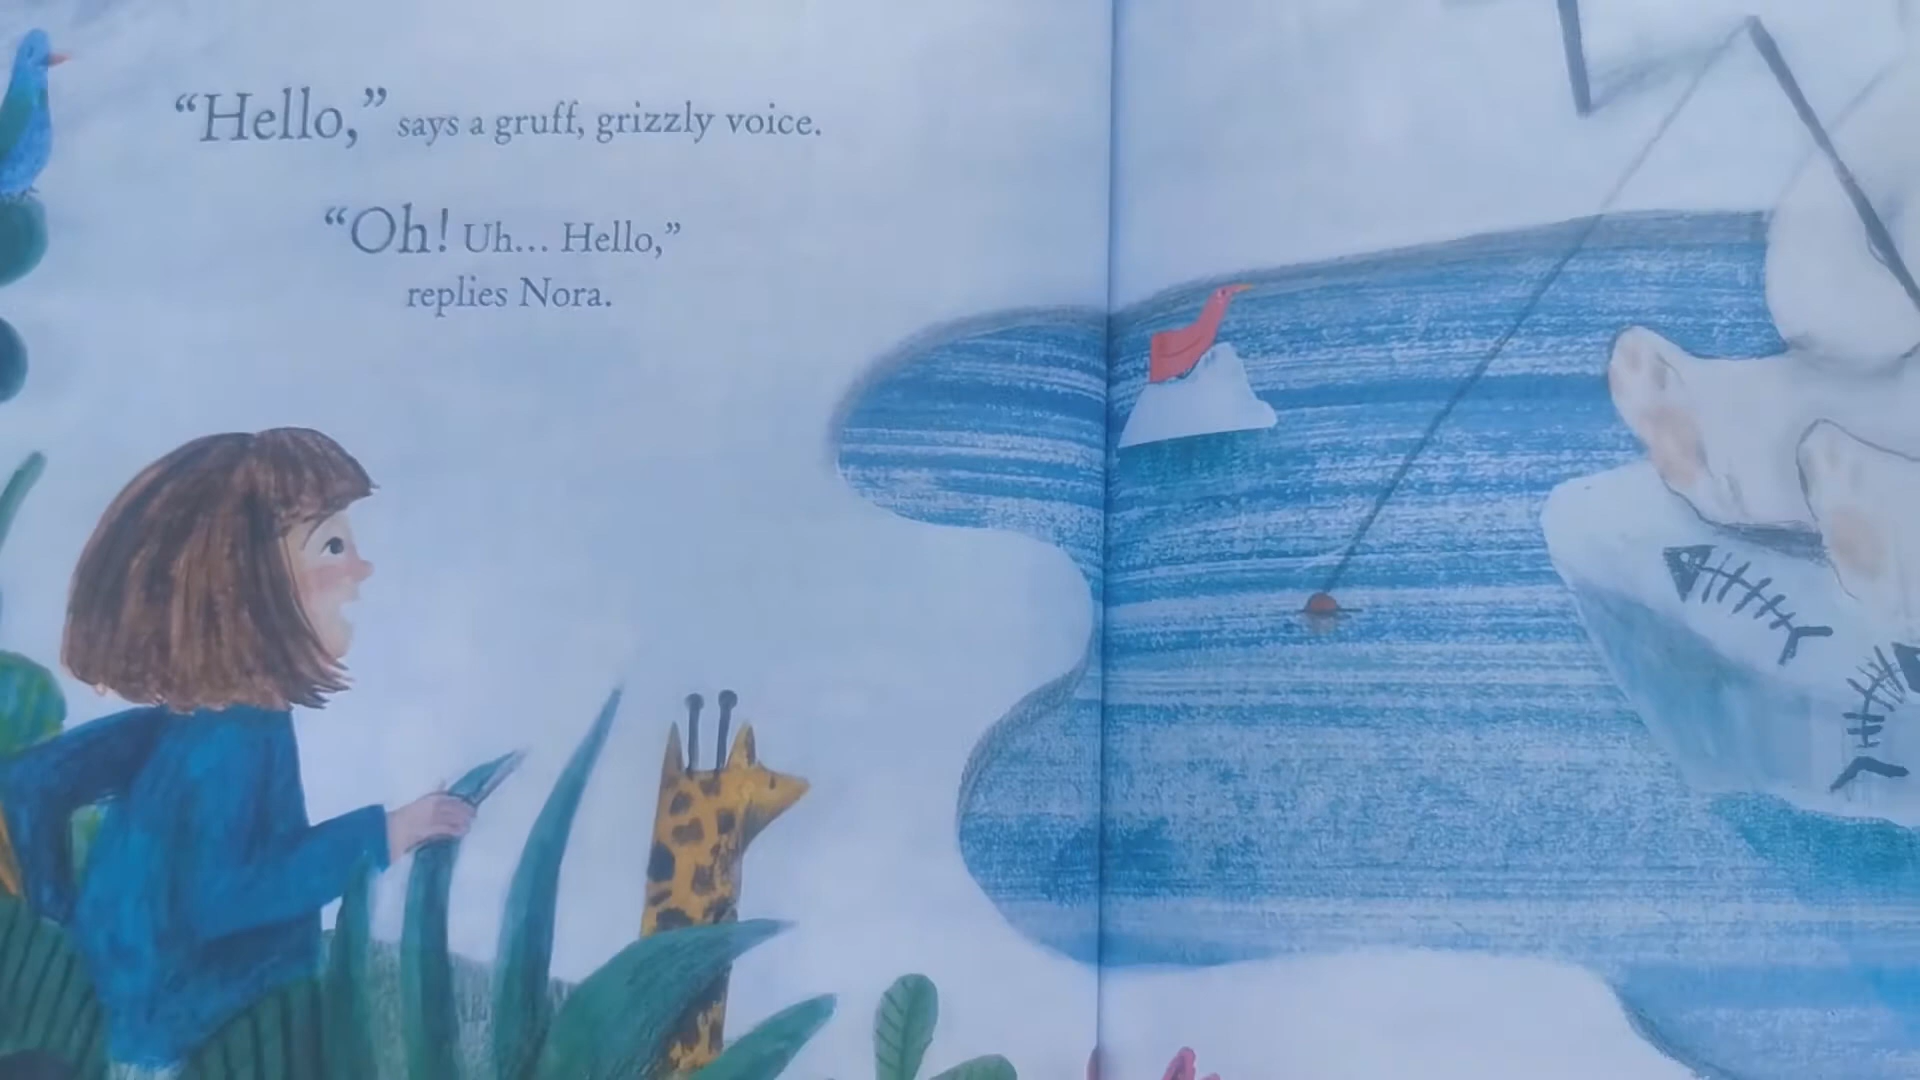 “Hello,” says a gruff, grizzly voice.
“Oh! Uh... Hello,”
replies Nora.